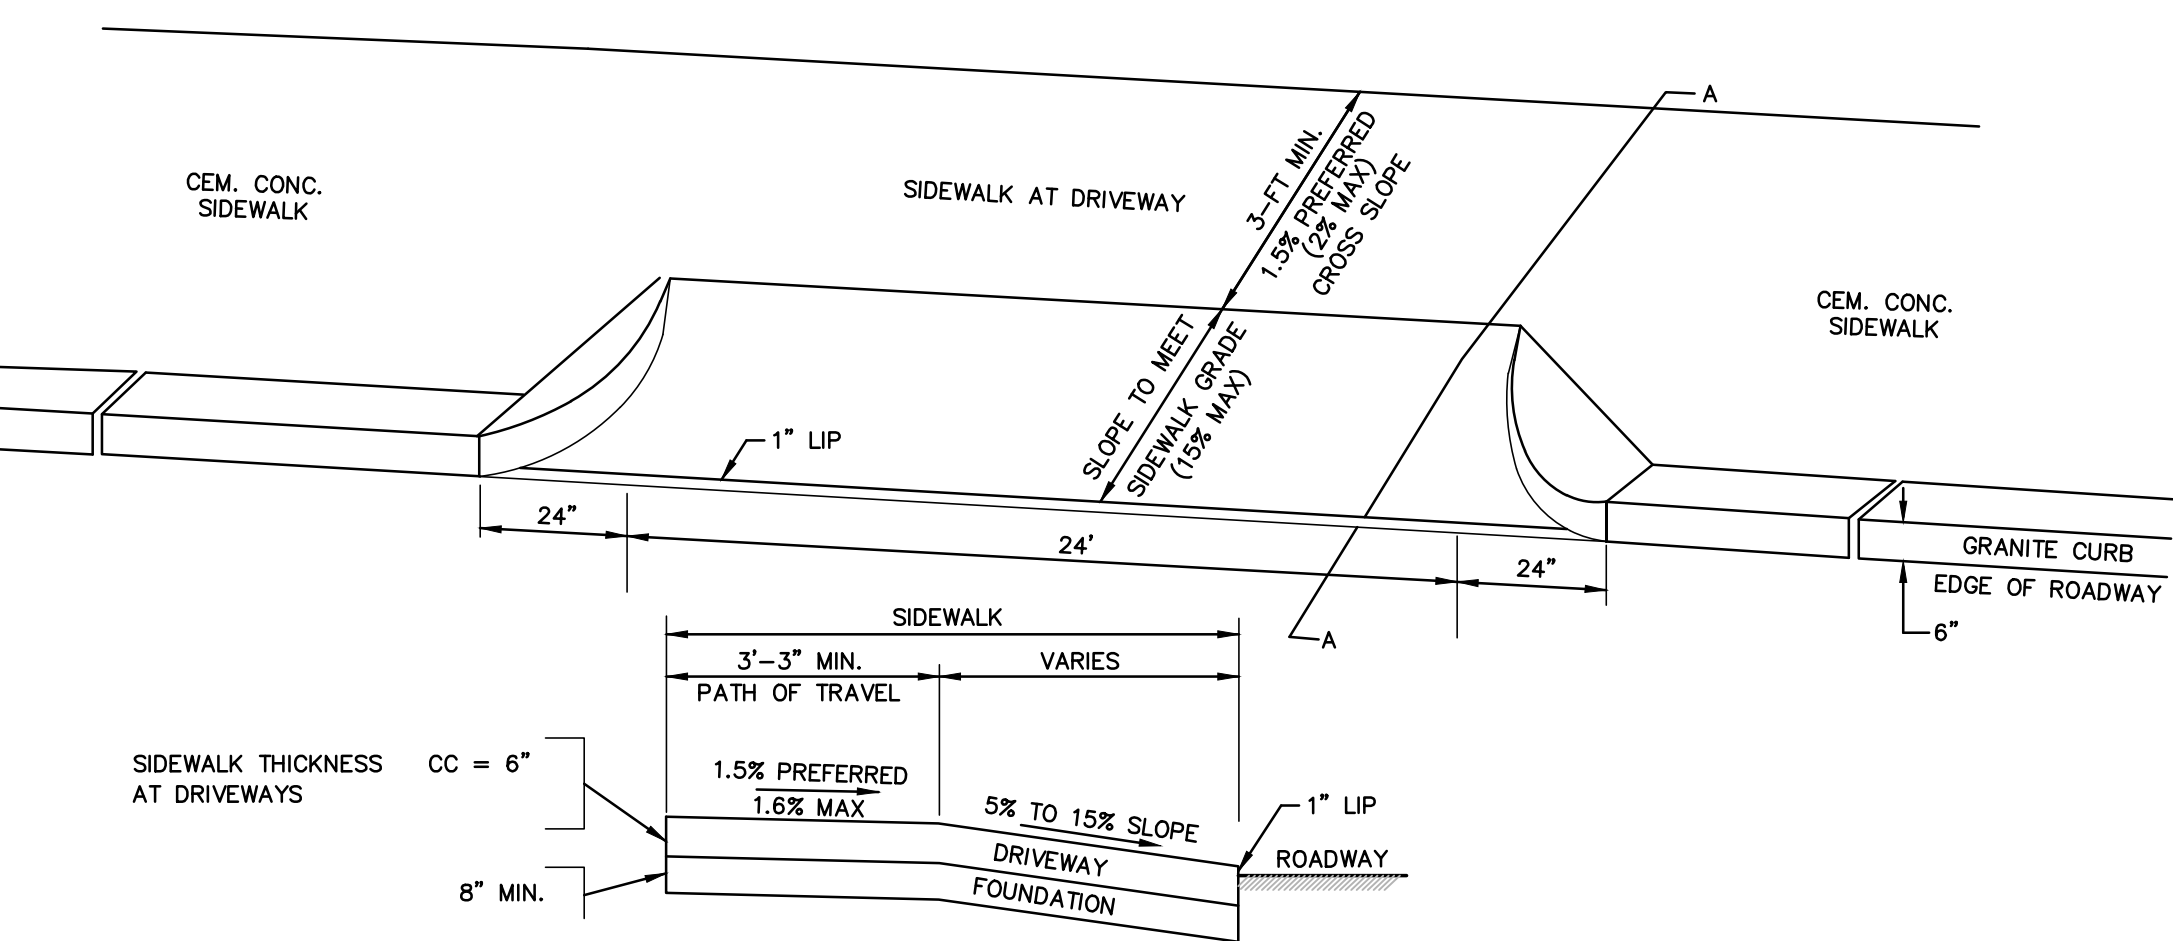 A
3-FT MIN.
1.5% PREFERRED
(2% MAX)
CROSS SLOPE
CEM. CONC.
SIDEWALK
SIDEWALK AT DRIVEWAY
CEM. CONC.
SIDEWALK
SLOPE TO MEET
SIDEWALK GRADE
(15% MAX)
1" LIP
24"
24'
24"
GRANITE CURB
EDGE OF ROADWAY
6"
A
SIDEWALK
3'-3" MIN.
VARIES
PATH OF TRAVEL
SIDEWALK THICKNESS CC = 6"
AT DRIVEWAYS
1.5% PREFERRED
1.6% MAX
5% TO 15% SLOPE
1" LIP
DRIVEWAY
ROADWAY
8" MIN.
FOUNDATION